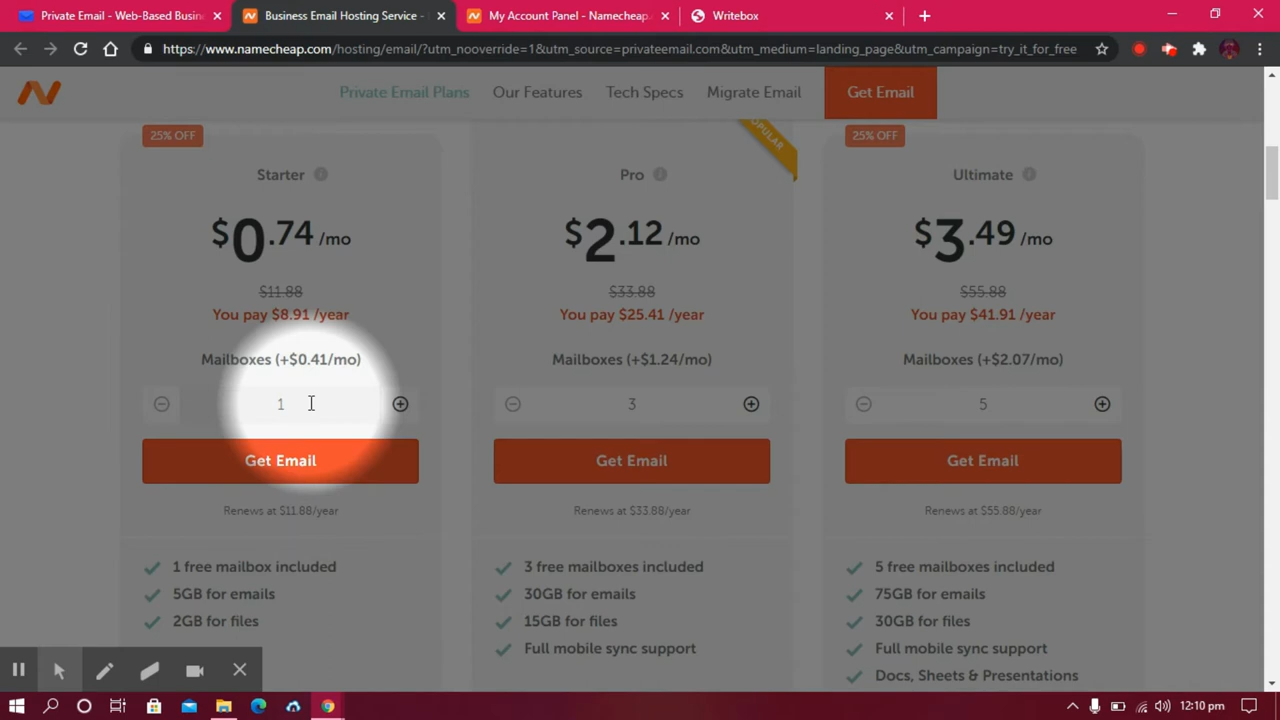 Private Email - Web-Based Busin
Business Email Hosting Service -
My Account Panel - Namecheap.
Writebox
https://www.namecheap.com/hosting/email/?utm_nooverride=1&utm_source=privateemail.com&utm_medium=landing_page&utm_campaign=try_it_for_free
Private Email Plans
Our Features
Tech Specs
Migrate Email
Get Email
25% OFF
Starter
$0.74 /mo
$11.88
You pay $8.91 /year
Mailboxes (+$0.41/mo)
1
Get Email
Renews at $11.88/year
1 free mailbox included
5GB for emails
2GB for files
POPULAR
Pro
$2.12 /mo
$33.88
You pay $25.41 /year
Mailboxes (+$1.24/mo)
3
Get Email
Renews at $33.88/year
3 free mailboxes included
30GB for emails
15GB for files
Full mobile sync support
25% OFF
Ultimate
$3.49 /mo
$55.88
You pay $41.91 /year
Mailboxes (+$2.07/mo)
5
Get Email
Renews at $55.88/year
5 free mailboxes included
75GB for emails
30GB for files
Full mobile sync support
Docs, Sheets & Presentations
12:10 pm